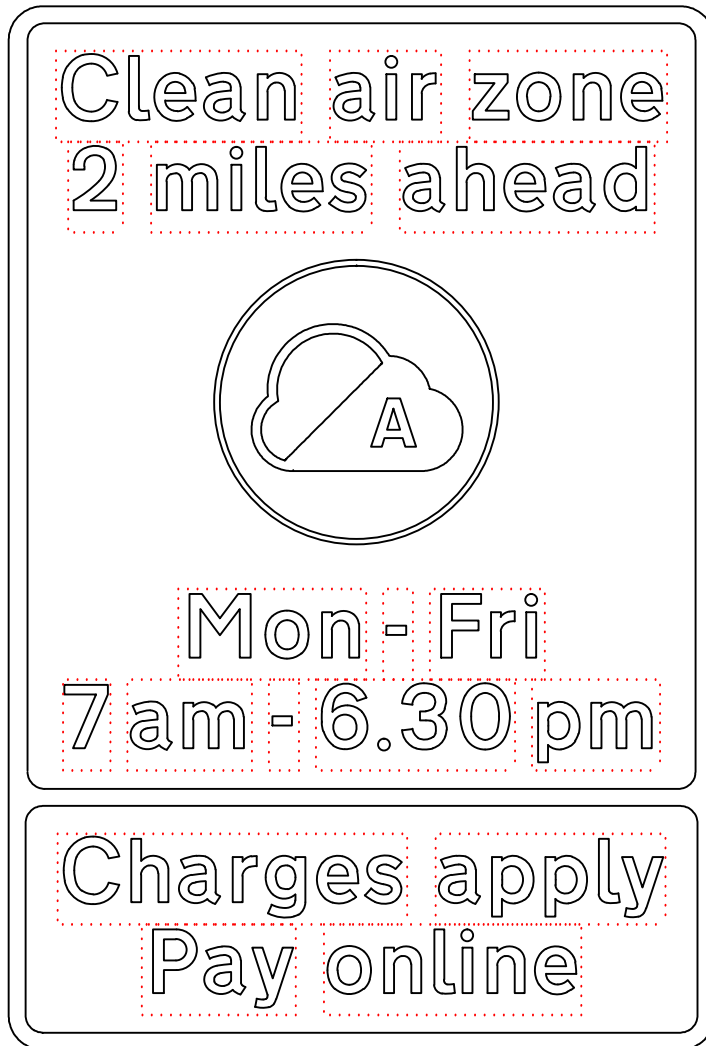 Clean air zone
2 miles ahead
A
Mon - Fri
7 am - 6.30 pm
Charges apply
Pay online